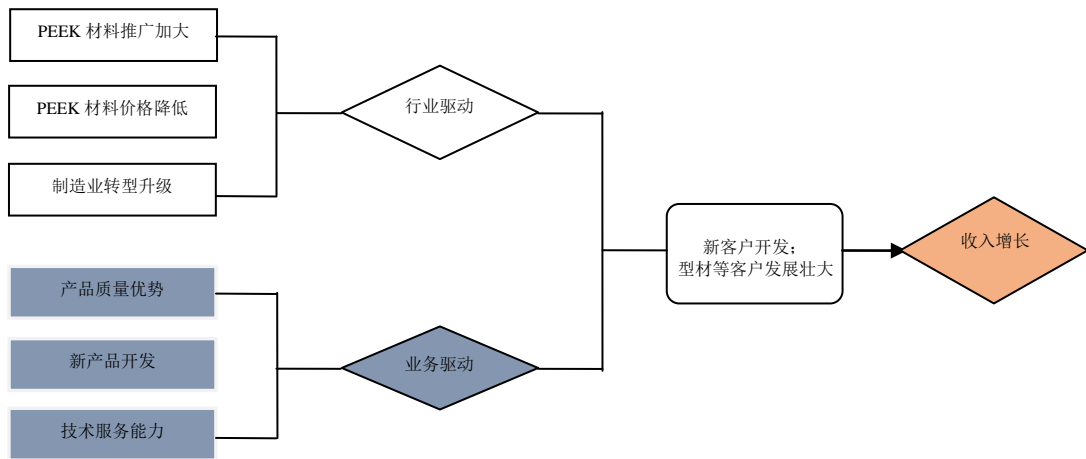 PEEK 材料推广加大
PEEK 材料价格降低
制造业转型升级
行业驱动
产品质量优势
新产品开发
技术服务能力
业务驱动
新客户开发；
型材等客户发展壮大
收入增长